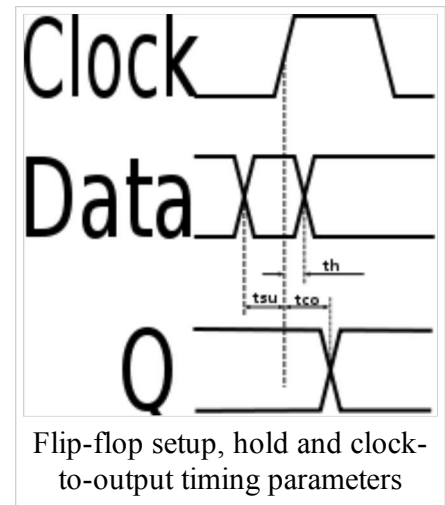 Clock
Data
th
tsu tco
Q
Flip-flop setup, hold and clock-
to-output timing parameters